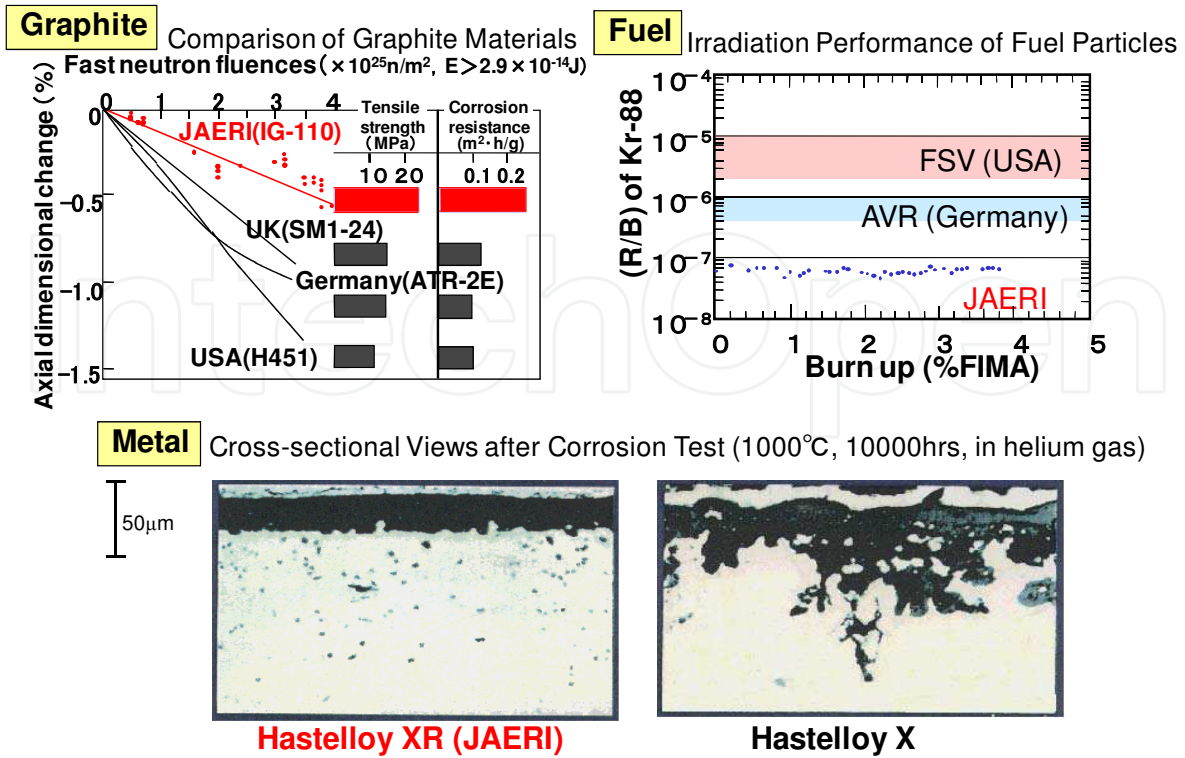 Graphite
Comparison of Graphite Materials
Fast neutron fluences (×10²⁵n/m², E>2.9×10⁻¹⁴J)
Axial dimensional change (%)
0 1 2 3 4
0
−0.5
−1.0
−1.5
JAERI(IG-110)
UK(SM1-24)
Germany(ATR-2E)
USA(H451)
Tensile
strength
(MPa)
10 20
Corrosion
resistance
(m²·h/g)
0.1 0.2
Fuel
Irradiation Performance of Fuel Particles
(R/B) of Kr-88
10⁻⁴
10⁻⁵
10⁻⁶
10⁻⁷
10⁻⁸
FSV (USA)
AVR (Germany)
JAERI
0 1 2 3 4 5
Burn up (%FIMA)
IntechOpen
Metal
Cross-sectional Views after Corrosion Test (1000℃, 10000hrs, in helium gas)
50μm
Hastelloy XR (JAERI)
Hastelloy X